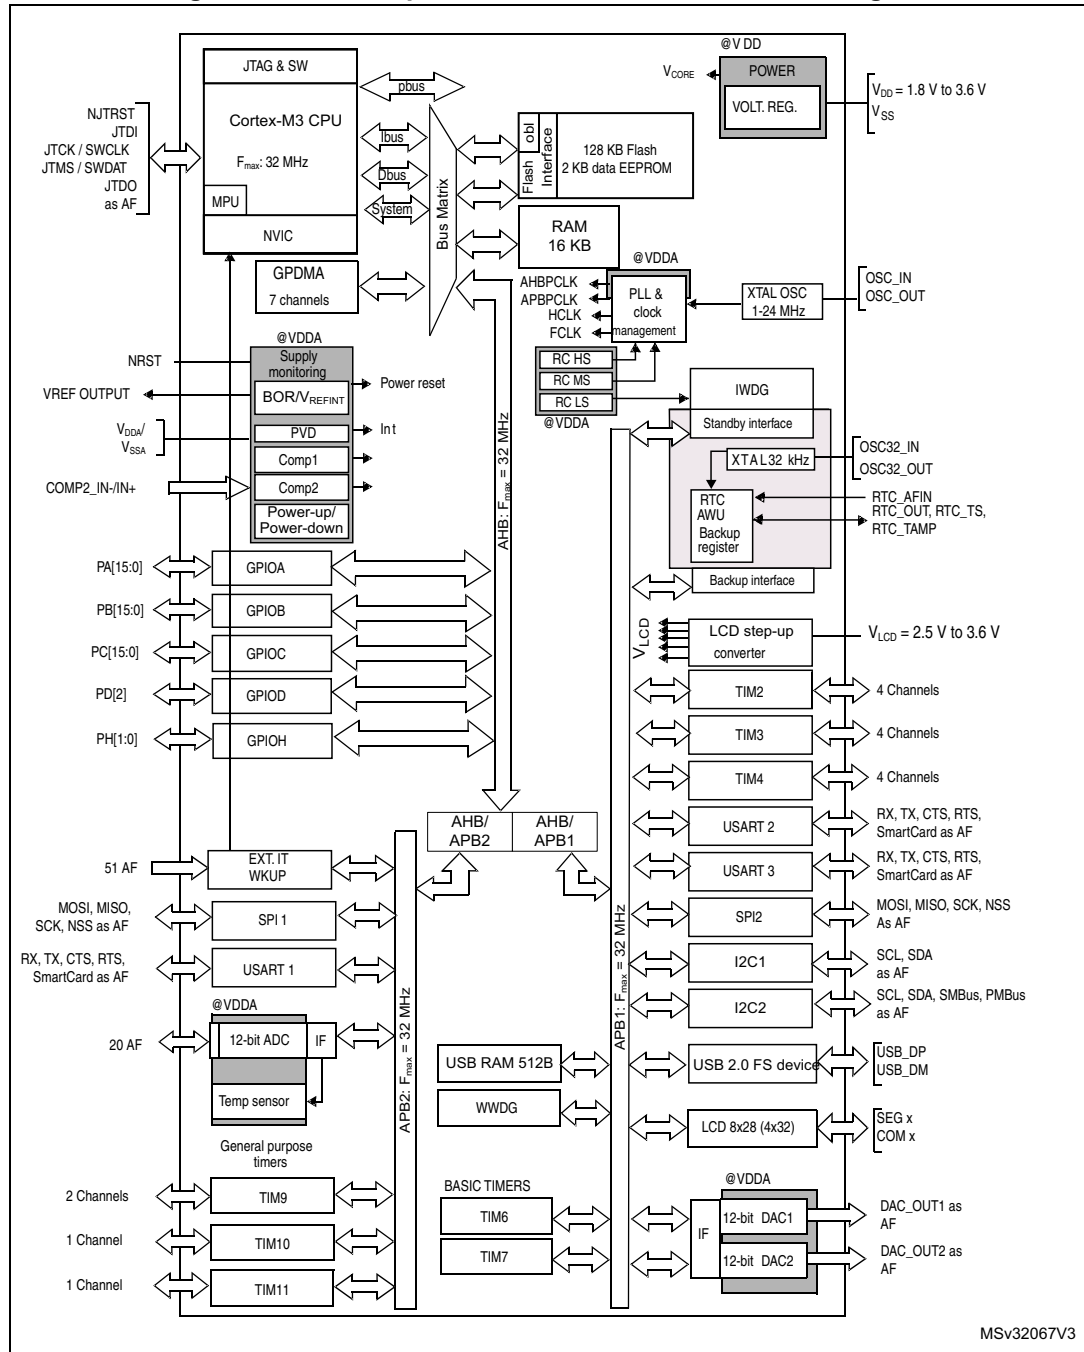 @V DD
JTAG & SW
pbus
VCORE
POWER
VOLT. REG.
VDD = 1.8 V to 3.6 V
VSS
NJTRST
JTDI
JTCK / SWCLK
JTMS / SWDAT
JTDO
as AF
Cortex-M3 CPU
Fmax: 32 MHz
MPU
NVIC
Ibus
Dbus
System
Bus Matrix
Flash obl
Interface
128 KB Flash
2 KB data EEPROM
RAM
16 KB
GPDMA
7 channels
@VDDA
AHBPCLK
APBPCLK
HCLK
FCLK
PLL &
clock
management
XTAL OSC
1-24 MHz
OSC_IN
OSC_OUT
RC HS
RC MS
RC LS
@VDDA
IWDG
Standby interface
XTAL32 kHz
OSC32_IN
OSC32_OUT
RTC
AWU
Backup
register
RTC_AFIN
RTC_OUT, RTC_TS,
RTC_TAMP
Backup interface
NRST
VREF OUTPUT
VDDA/
VSSA
COMP2_IN-/IN+
@VDDA
Supply
monitoring
BOR/VREFINT
PVD
Comp1
Comp2
Power-up/
Power-down
Power reset
Int
AHB: Fmax = 32 MHz
PA[15:0]
GPIOA
PB[15:0]
GPIOB
PC[15:0]
GPIOC
PD[2]
GPIOD
PH[1:0]
GPIOH
VLCD
LCD step-up
converter
VLCD = 2.5 V to 3.6 V
TIM2
4 Channels
TIM3
4 Channels
TIM4
4 Channels
AHB/
APB2
AHB/
APB1
USART 2
RX, TX, CTS, RTS,
SmartCard as AF
USART 3
RX, TX, CTS, RTS,
SmartCard as AF
SPI2
MOSI, MISO, SCK, NSS
As AF
I2C1
SCL, SDA
as AF
I2C2
SCL, SDA, SMBus, PMBus
as AF
51 AF
EXT. IT
WKUP
MOSI, MISO,
SCK, NSS as AF
SPI 1
RX, TX, CTS, RTS,
SmartCard as AF
USART 1
@VDDA
20 AF
12-bit ADC
IF
Temp sensor
APB2: Fmax = 32 MHz
APB1: Fmax = 32 MHz
USB RAM 512B
WWDG
USB 2.0 FS device
USB_DP
USB_DM
LCD 8x28 (4x32)
SEG x
COM x
General purpose
timers
2 Channels
TIM9
1 Channel
TIM10
1 Channel
TIM11
BASIC TIMERS
TIM6
TIM7
@VDDA
IF
12-bit DAC1
12-bit DAC2
DAC_OUT1 as
AF
DAC_OUT2 as
AF
MSv32067V3